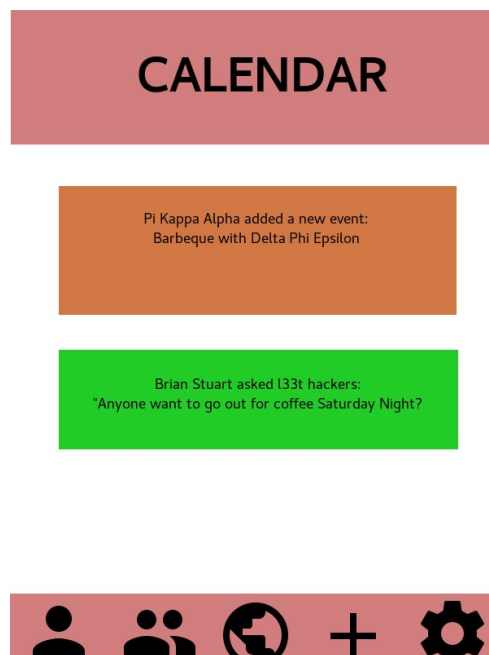 CALENDAR
Pi Kappa Alpha added a new event:
Barbeque with Delta Phi Epsilon
Brian Stuart asked l33t hackers:
"Anyone want to go out for coffee Saturday Night?